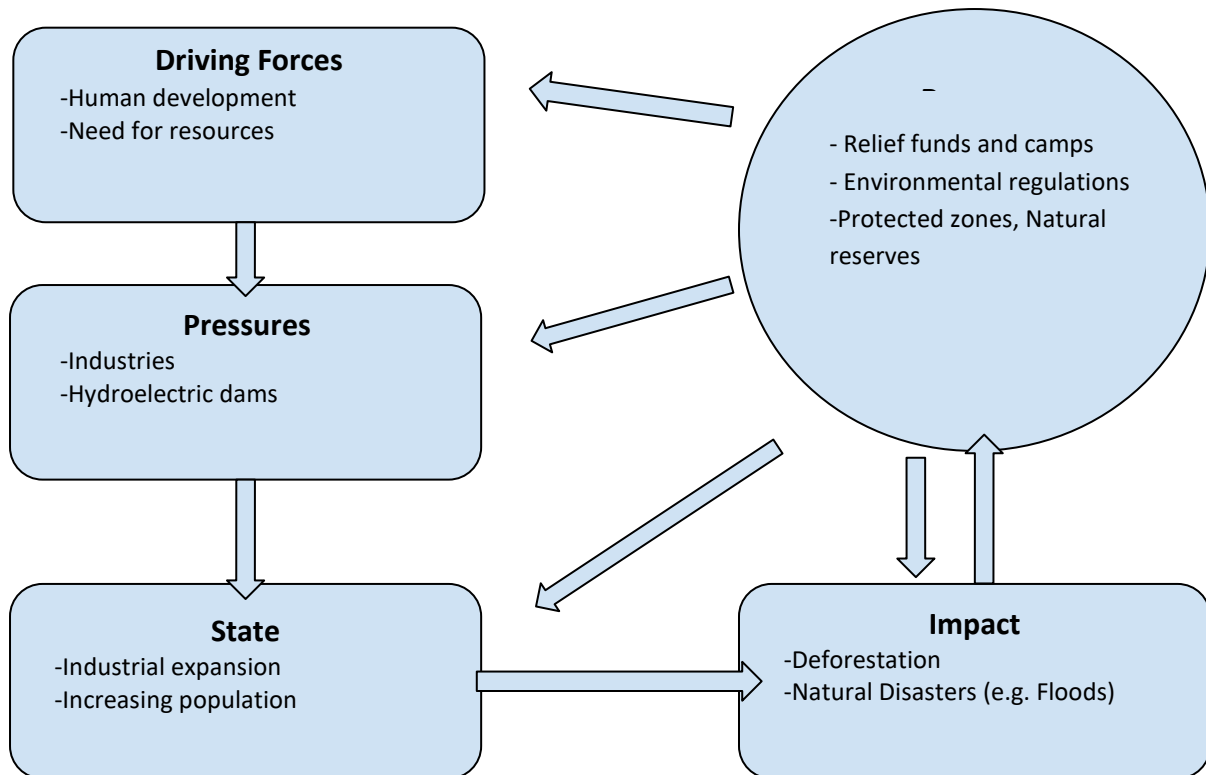 Driving Forces
-Human development
-Need for resources
- Relief funds and camps
- Environmental regulations
-Protected zones, Natural
reserves
Pressures
-Industries
-Hydroelectric dams
State
-Industrial expansion
-Increasing population
Impact
-Deforestation
-Natural Disasters (e.g. Floods)